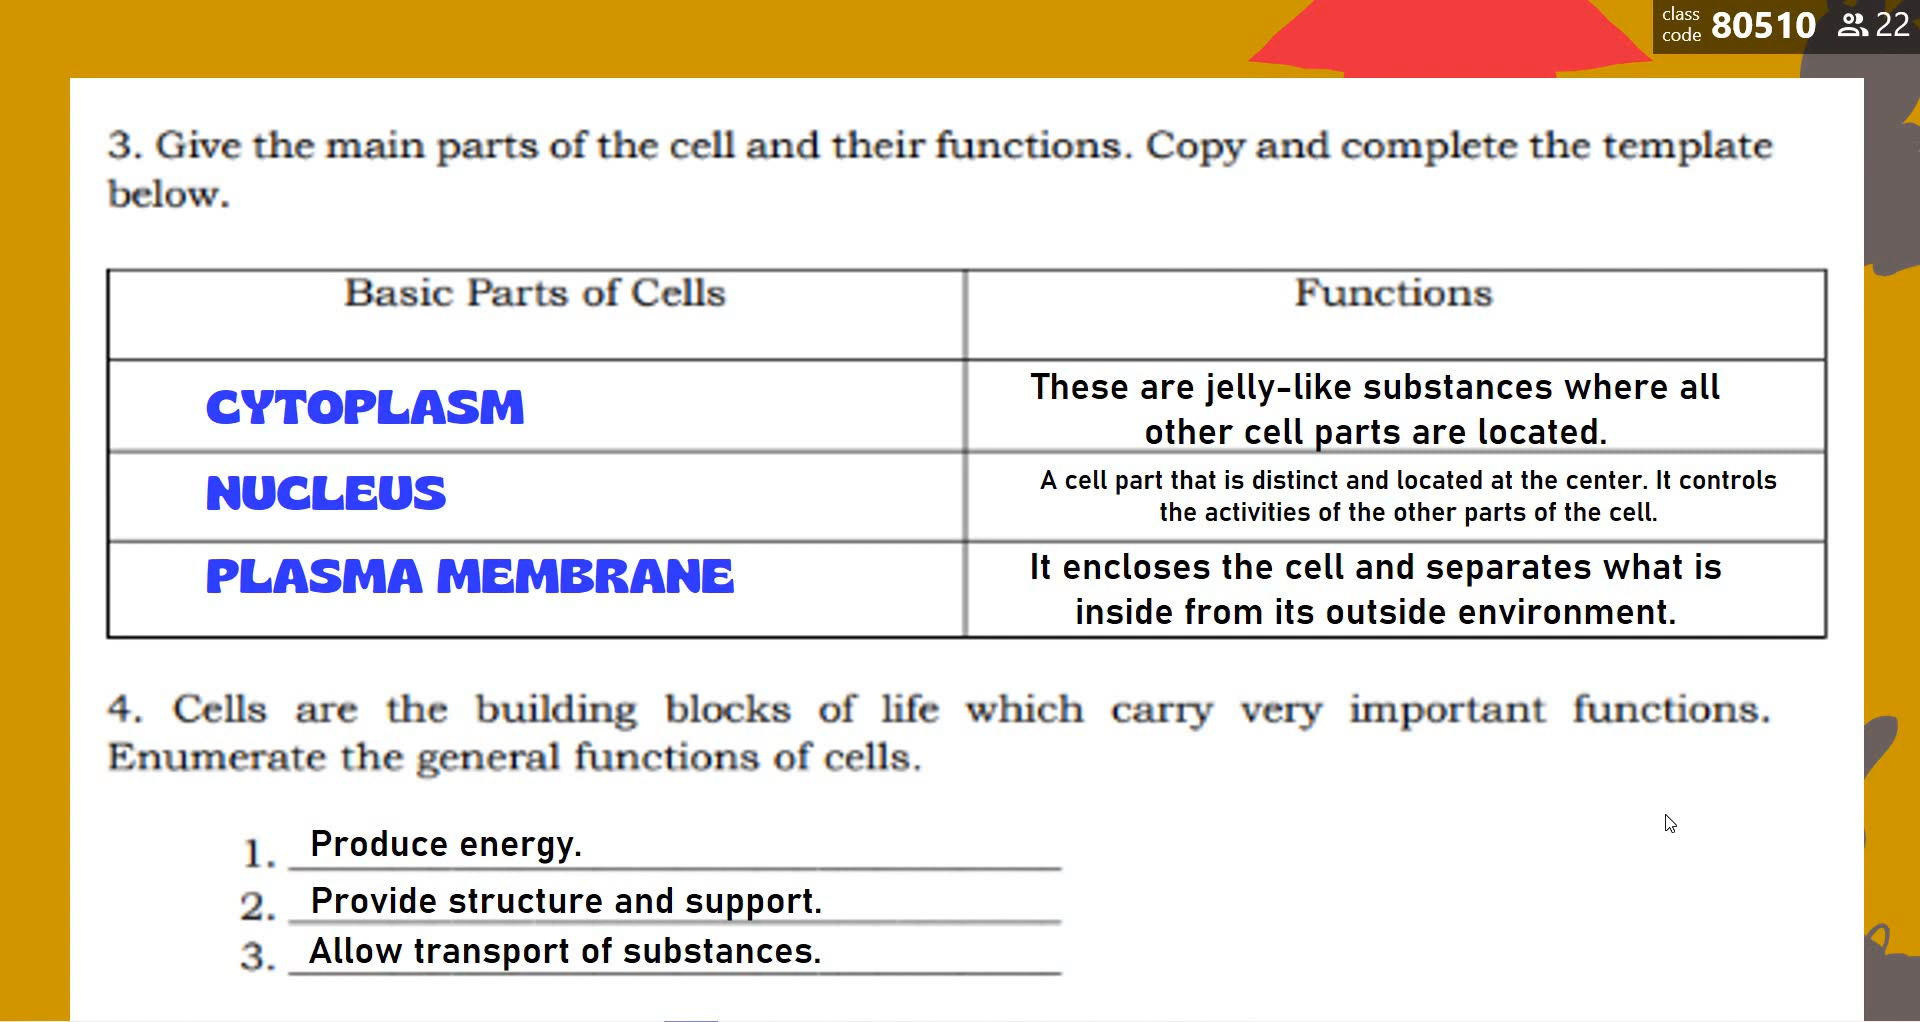 class
code 80510 22
3. Give the main parts of the cell and their functions. Copy and complete the template
below.
Basic Parts of Cells
Functions
CYTOPLASM
These are jelly-like substances where all
other cell parts are located.
NUCLEUS
A cell part that is distinct and located at the center. It controls
the activities of the other parts of the cell.
PLASMA MEMBRANE
It encloses the cell and separates what is
inside from its outside environment.
4. Cells are the building blocks of life which carry very important functions.
Enumerate the general functions of cells.
1. Produce energy.
2. Provide structure and support.
3. Allow transport of substances.